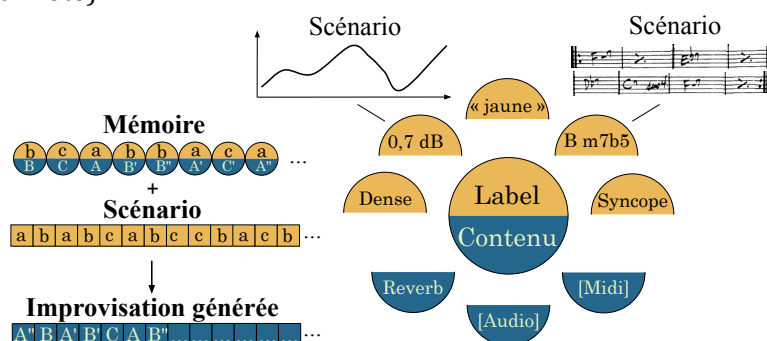 Scénario
Scénario
« jaune »
0,7 dB
B m7b5
Mémoire
b c a b b a c a
B C A B' B" A' C' A" ...
+
Scénario
a b a b c a b c c b a c b ...
Dense
Label
Contenu
Syncope
Reverb
[Audio]
[Midi]
Improvisation générée
A" B A' B' C A B" ... ... ... ... ... ... ...